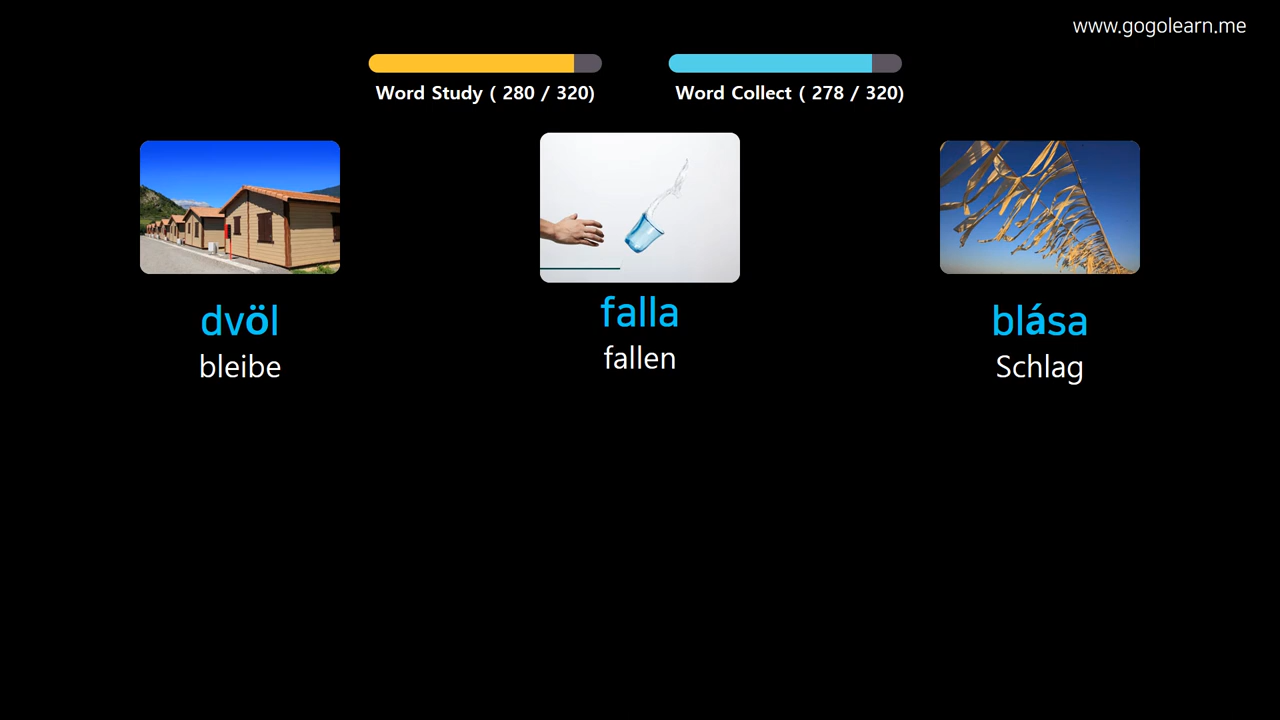 www.gogolearn.me
Word Study ( 280 / 320)
Word Collect ( 278 / 320)
dvöl
bleibe
falla
fallen
blása
Schlag